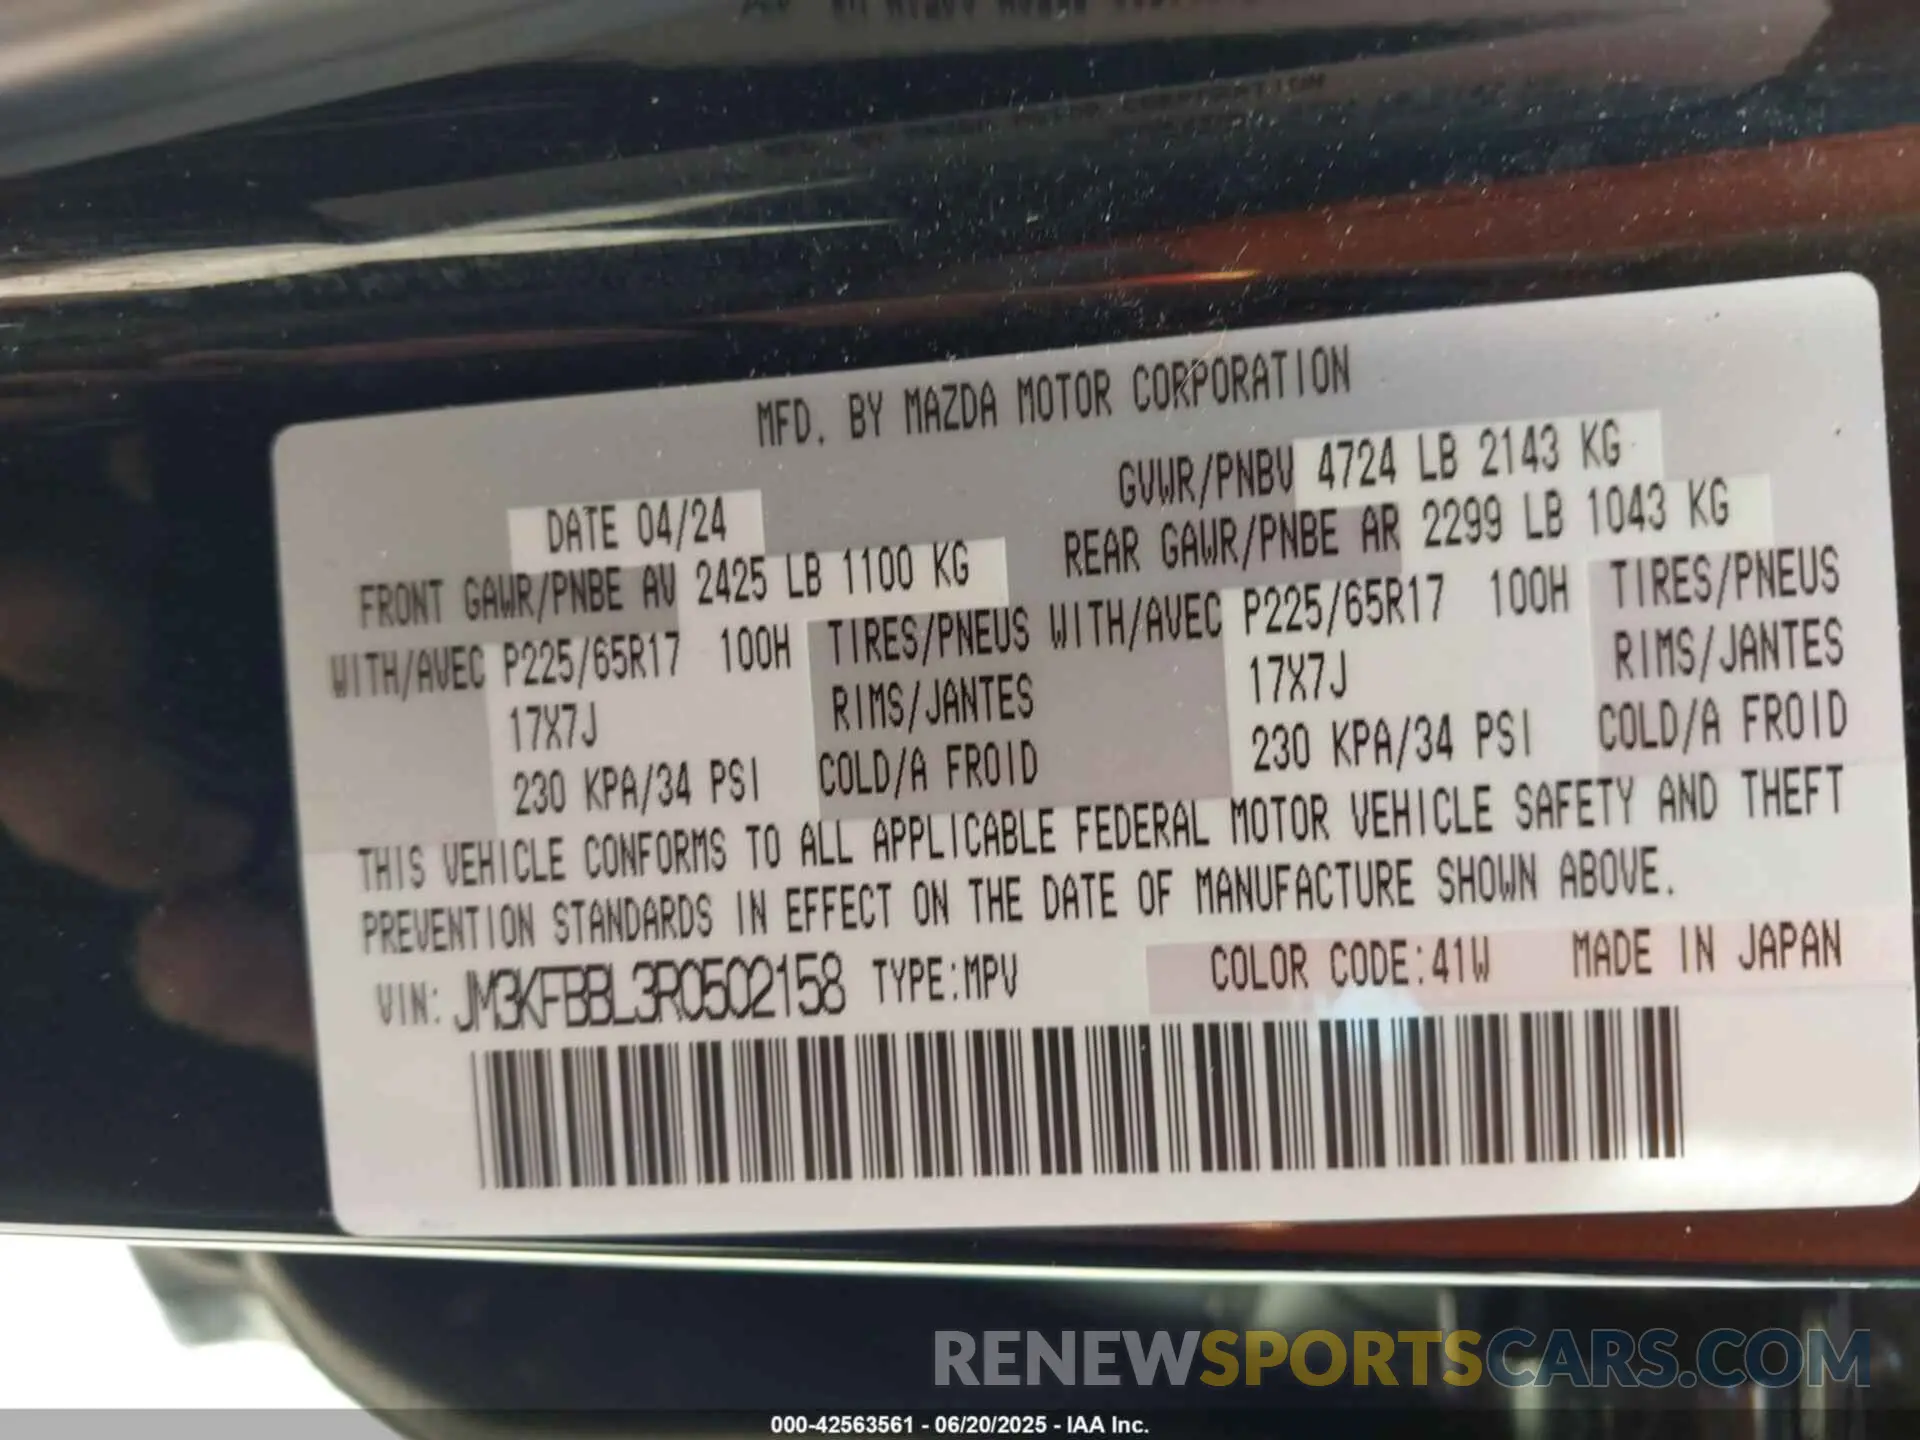 MFD. BY MAZDA MOTOR CORPORATION
DATE 04/24 GVWR/PNBV 4724 LB 2143 KG
FRONT GAWR/PNBE AV 2425 LB 1100 KG REAR GAWR/PNBE AR 2299 LB 1043 KG
WITH/AVEC P225/65R17 100H TIRES/PNEUS WITH/AVEC P225/65R17 100H TIRES/PNEUS
17X7J RIMS/JANTES 17X7J RIMS/JANTES
230 KPA/34 PSI COLD/A FROID 230 KPA/34 PSI COLD/A FROID
THIS VEHICLE CONFORMS TO ALL APPLICABLE FEDERAL MOTOR VEHICLE SAFETY AND THEFT
PREVENTION STANDARDS IN EFFECT ON THE DATE OF MANUFACTURE SHOWN ABOVE.
VIN: JM3KFBBL3R0502158 TYPE:MPV COLOR CODE:41W MADE IN JAPAN
RENEWSPORTSCARS.COM
000-42563561 - 06/20/2025 - IAA Inc.